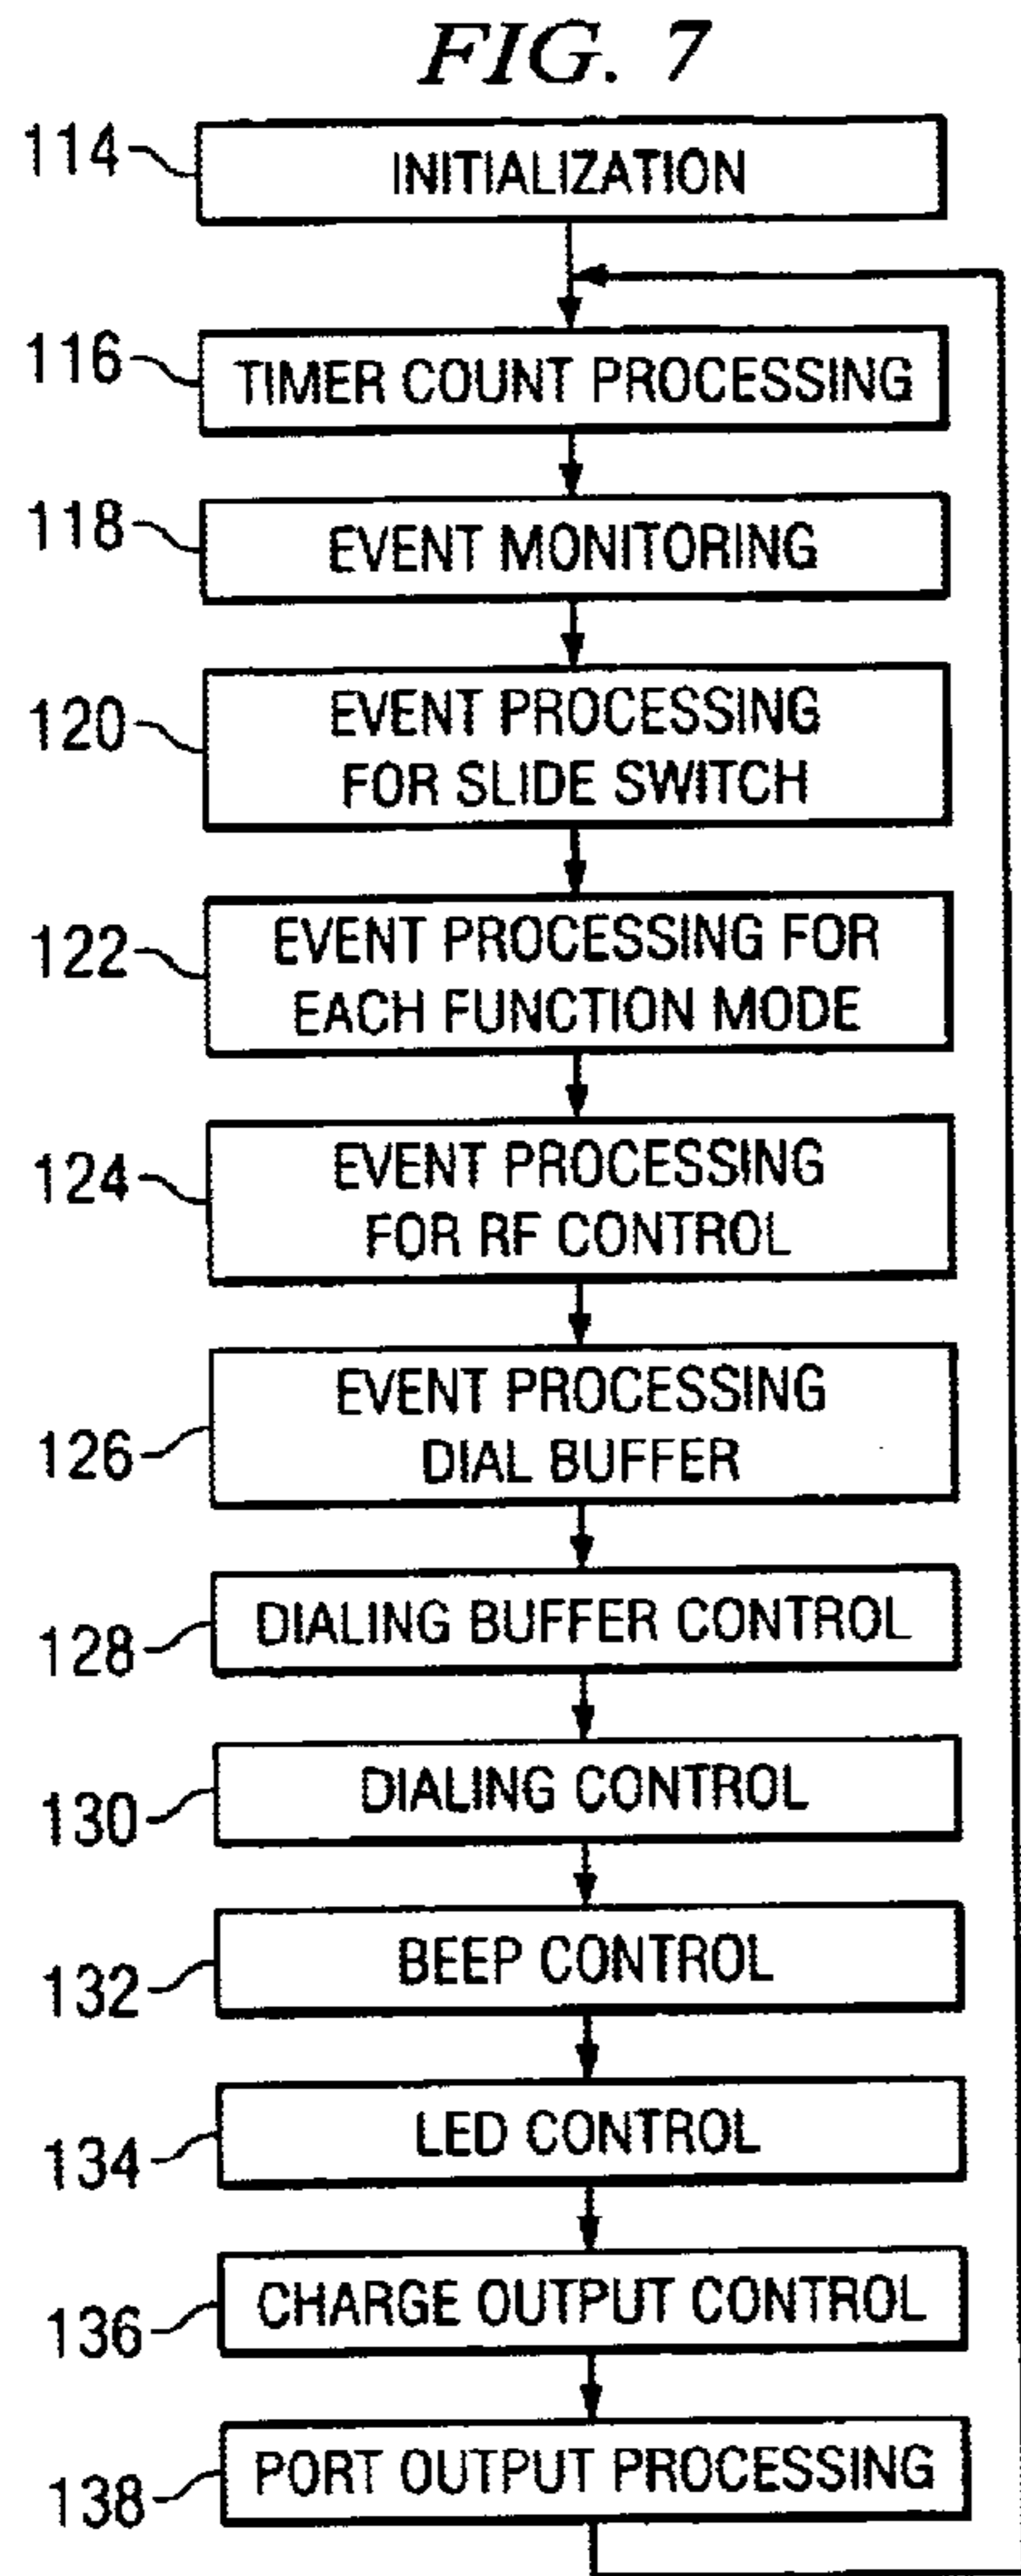 FIG. 7
114
INITIALIZATION
116
TIMER COUNT PROCESSING
118
EVENT MONITORING
120
EVENT PROCESSING
FOR SLIDE SWITCH
122
EVENT PROCESSING FOR
EACH FUNCTION MODE
124
EVENT PROCESSING
FOR RF CONTROL
126
EVENT PROCESSING
DIAL BUFFER
128
DIALING BUFFER CONTROL
130
DIALING CONTROL
132
BEEP CONTROL
134
LED CONTROL
136
CHARGE OUTPUT CONTROL
138
PORT OUTPUT PROCESSING